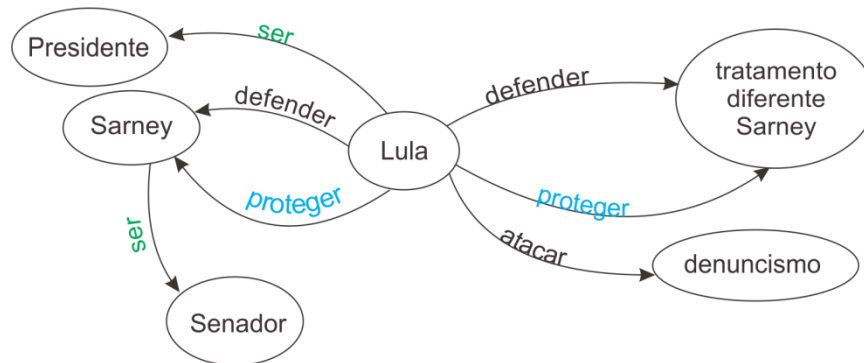 ser
Presidente
defender
Sarney
proteger
ser
Senador
Lula
defender
tratamento
diferente
Sarney
proteger
atacar
denuncismo